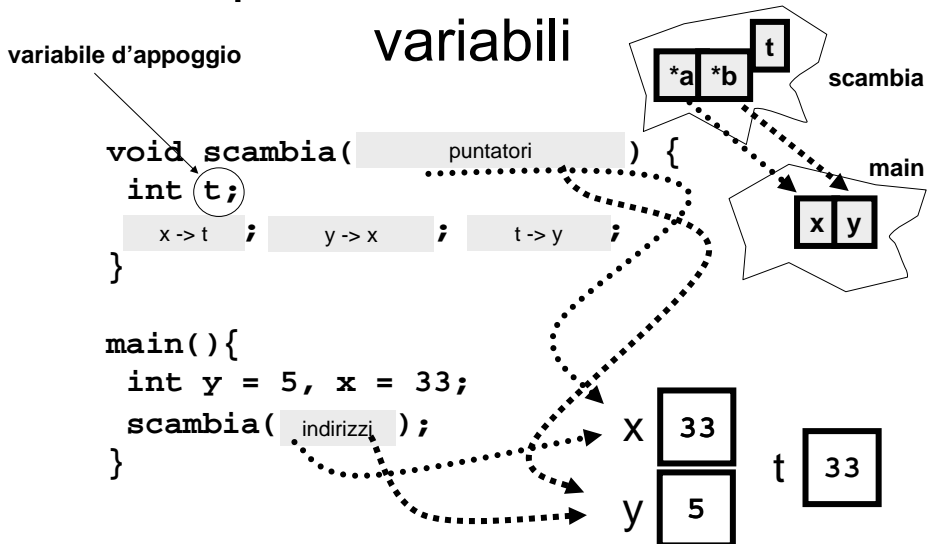 variabili
variabile d'appoggio
t
*a *b
scambia
void scambia( puntatori ) {
int t;
x -> t ; y -> x ; t -> y ;
}
main
x y
main(){
int y = 5, x = 33;
scambia( indirizzi );
}
x 33
t 33
y 5